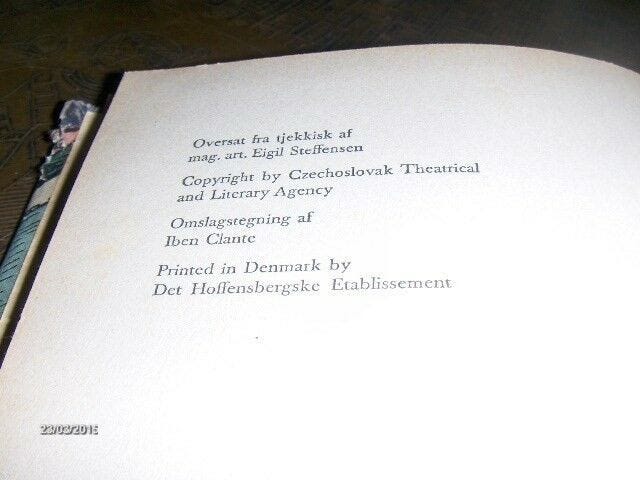 Oversat fra tjekkisk af
mag. art. Eigil Steffensen
Copyright by Czechoslovak Theatrical
and Literary Agency
Omslagstegning af
Iben Clante
Printed in Denmark by
Det Hoffensbergske Etablissement
23/03/2015